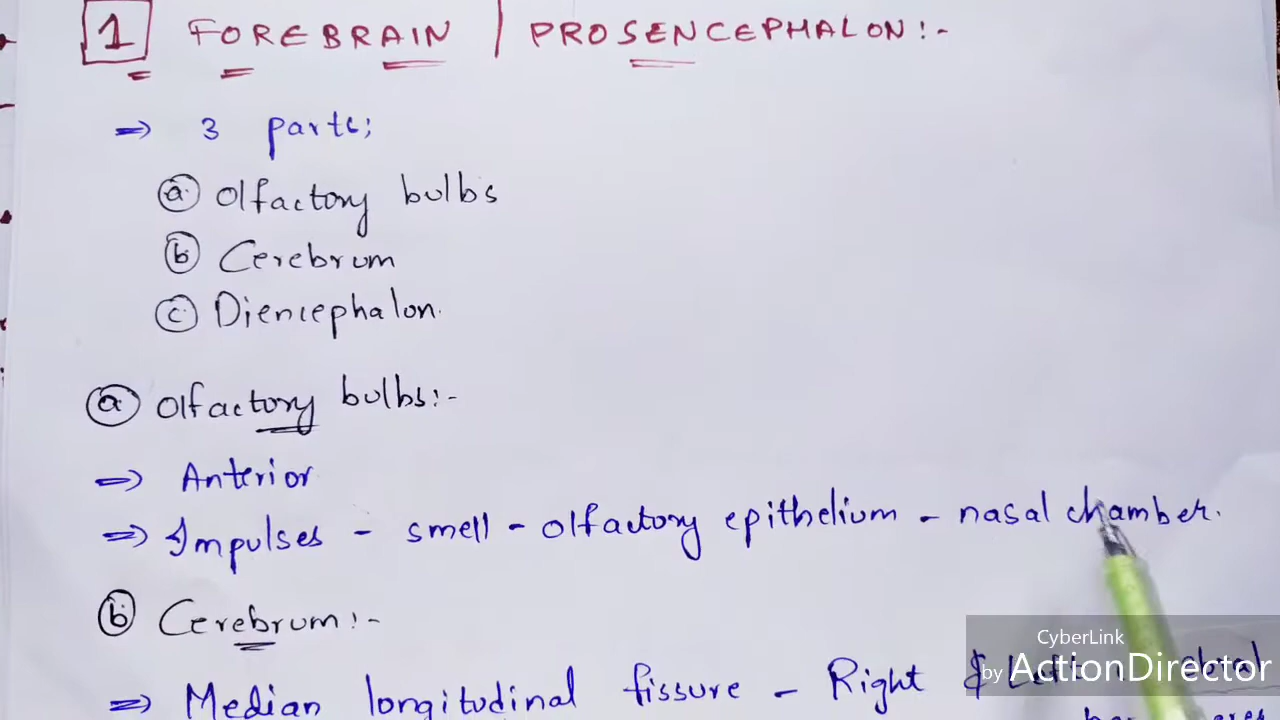 1 FOREBRAIN / PROSENCEPHALON:-
⇒ 3 parts;
ⓐ Olfactory bulbs
ⓑ Cerebrum
ⓒ Diencephalon.
ⓐ Olfactory bulbs:-
⇒ Anterior
⇒ Impulses - smell - olfactory epithelium - nasal chamber.
ⓑ Cerebrum:-
⇒ Median longitudinal fissure - Right & Left
CyberLink
by ActionDirector